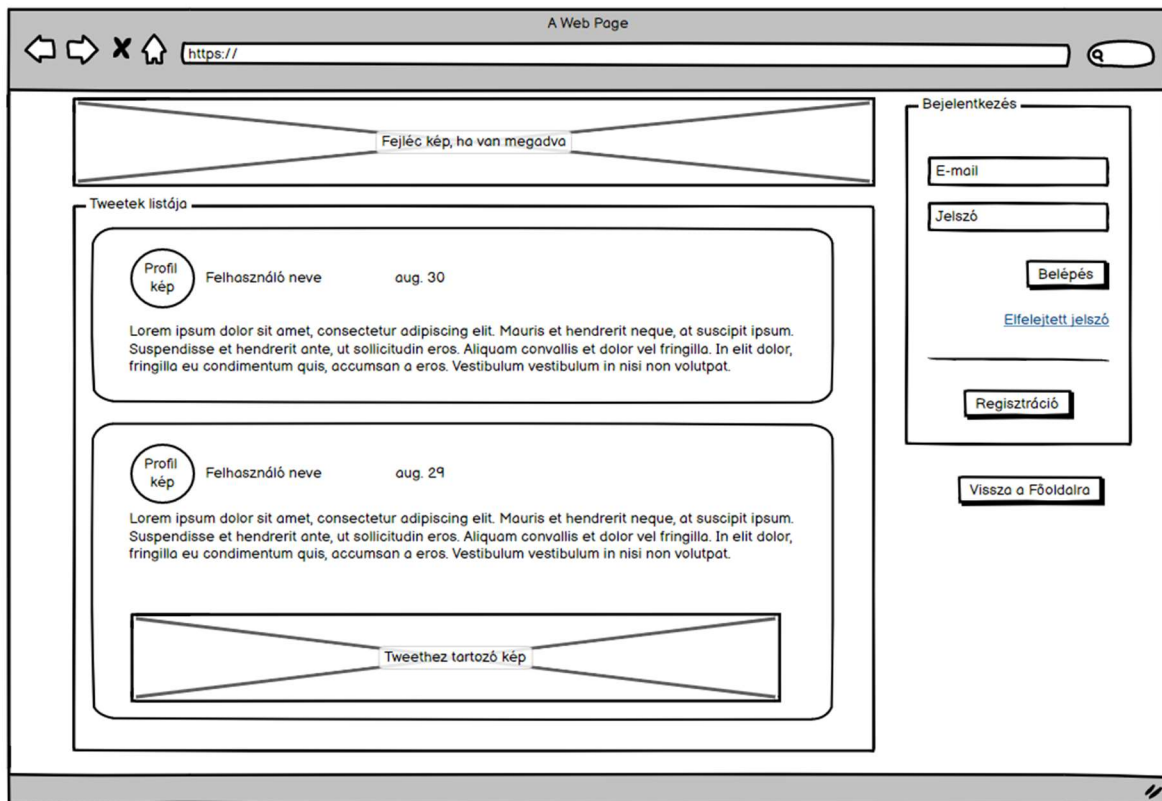 A Web Page
https://
Fejléc kép, ha van megadva
Tweetek listája
Profil
kép
Felhasználó neve
aug. 30
Lorem ipsum dolor sit amet, consectetur adipiscing elit. Mauris et hendrerit neque, at suscipit ipsum.
Suspendisse et hendrerit ante, ut sollicitudin eros. Aliquam convallis et dolor vel fringilla. In elit dolor,
fringilla eu condimentum quis, accumsan a eros. Vestibulum vestibulum in nisi non volutpat.
Profil
kép
Felhasználó neve
aug. 29
Lorem ipsum dolor sit amet, consectetur adipiscing elit. Mauris et hendrerit neque, at suscipit ipsum.
Suspendisse et hendrerit ante, ut sollicitudin eros. Aliquam convallis et dolor vel fringilla. In elit dolor,
fringilla eu condimentum quis, accumsan a eros. Vestibulum vestibulum in nisi non volutpat.
Tweethez tartozó kép
Bejelentkezés
E-mail
Jelszó
Belépés
Elfelejtett jelszó
Regisztráció
Vissza a Főoldalra